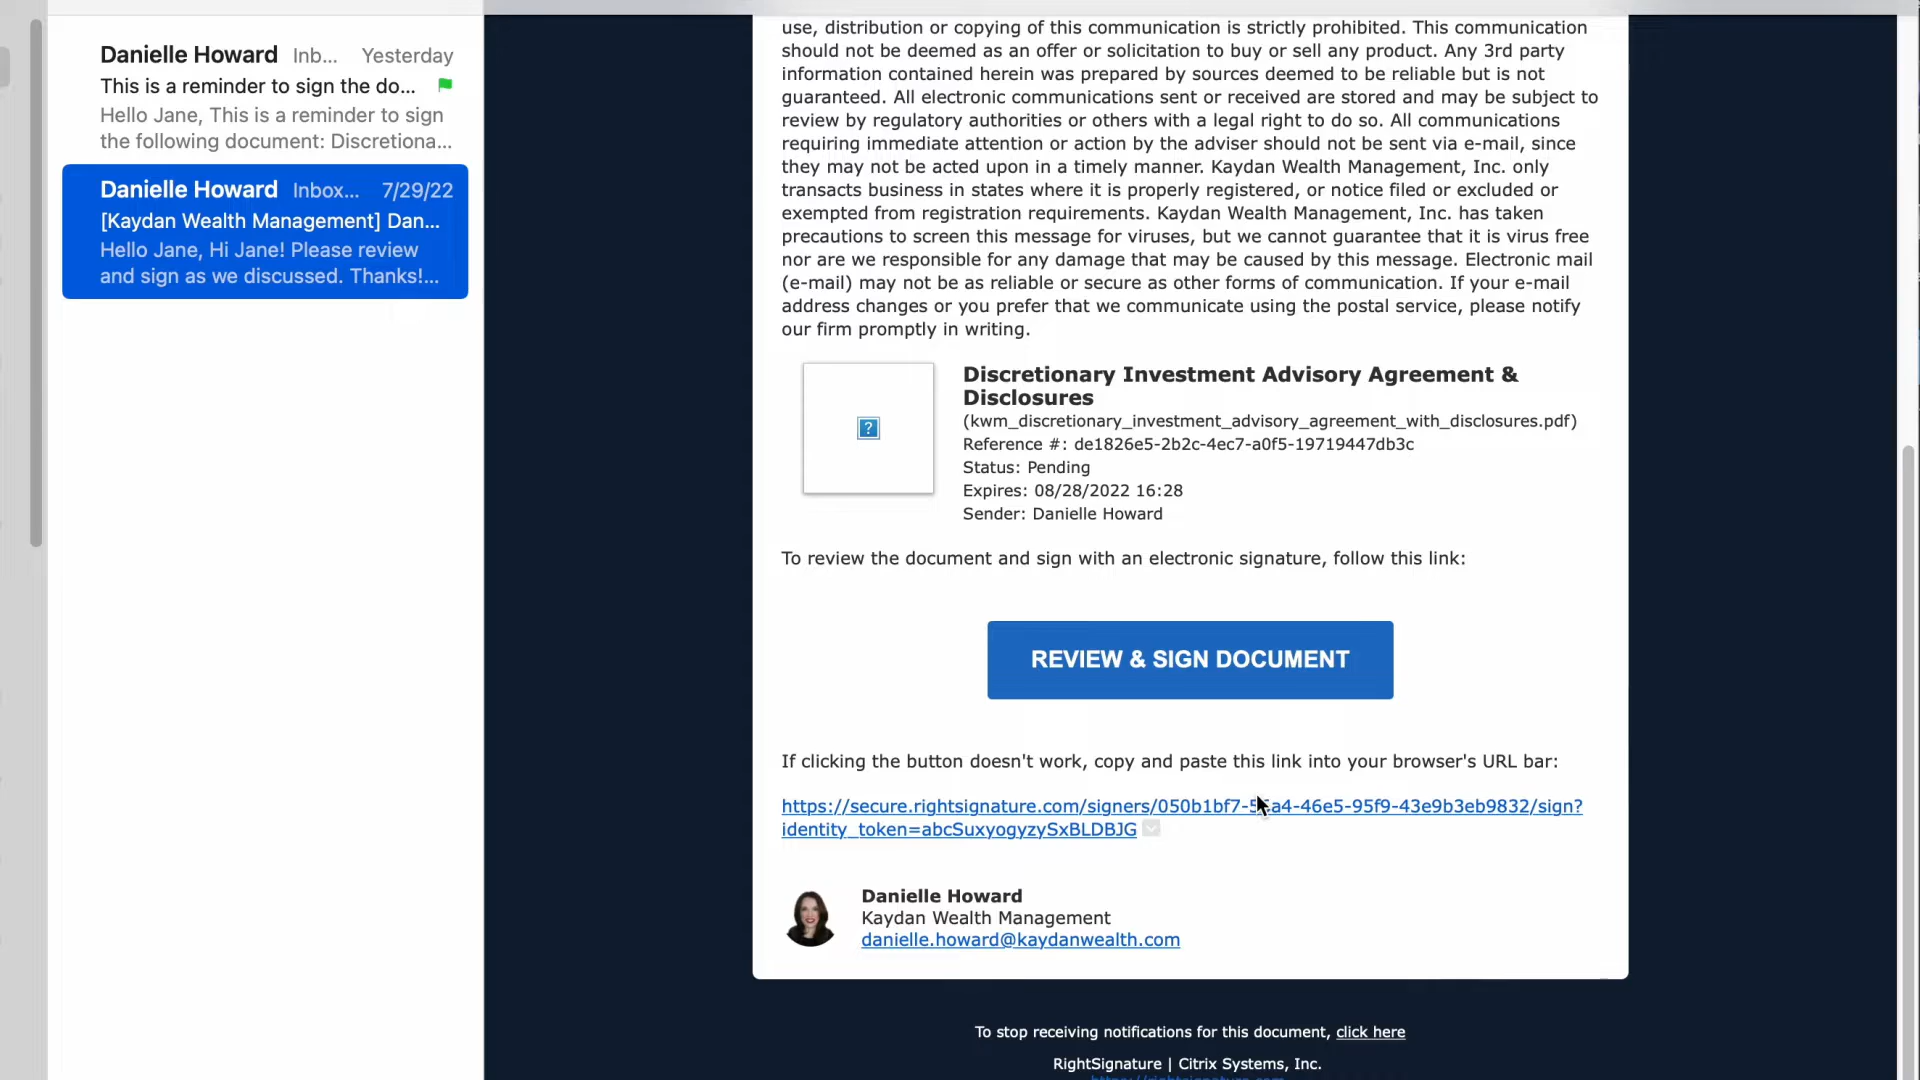 Danielle Howard Inb... Yesterday
This is a reminder to sign the do...
Hello Jane, This is a reminder to sign
the following document: Discretiona...
Danielle Howard Inbox... 7/29/22
[Kaydan Wealth Management] Dan...
Hello Jane, Hi Jane! Please review
and sign as we discussed. Thanks!...
use, distribution or copying of this communication is strictly prohibited. This communication
should not be deemed as an offer or solicitation to buy or sell any product. Any 3rd party
information contained herein was prepared by sources deemed to be reliable but is not
guaranteed. All electronic communications sent or received are stored and may be subject to
review by regulatory authorities or others with a legal right to do so. All communications
requiring immediate attention or action by the adviser should not be sent via e-mail, since
they may not be acted upon in a timely manner. Kaydan Wealth Management, Inc. only
transacts business in states where it is properly registered, or notice filed or excluded or
exempted from registration requirements. Kaydan Wealth Management, Inc. has taken
precautions to screen this message for viruses, but we cannot guarantee that it is virus free
nor are we responsible for any damage that may be caused by this message. Electronic mail
(e-mail) may not be as reliable or secure as other forms of communication. If your e-mail
address changes or you prefer that we communicate using the postal service, please notify
our firm promptly in writing.
Discretionary Investment Advisory Agreement &
Disclosures
(kwm_discretionary_investment_advisory_agreement_with_disclosures.pdf)
Reference #: de1826e5-2b2c-4ec7-a0f5-19719447db3c
Status: Pending
Expires: 08/28/2022 16:28
Sender: Danielle Howard
To review the document and sign with an electronic signature, follow this link:
REVIEW & SIGN DOCUMENT
If clicking the button doesn't work, copy and paste this link into your browser's URL bar:
identity_token=abcSuxyogyzySxBLDBJG
Danielle Howard
Kaydan Wealth Management
danielle.howard@kaydanwealth.com
To stop receiving notifications for this document, click here
RightSignature | Citrix Systems, Inc.